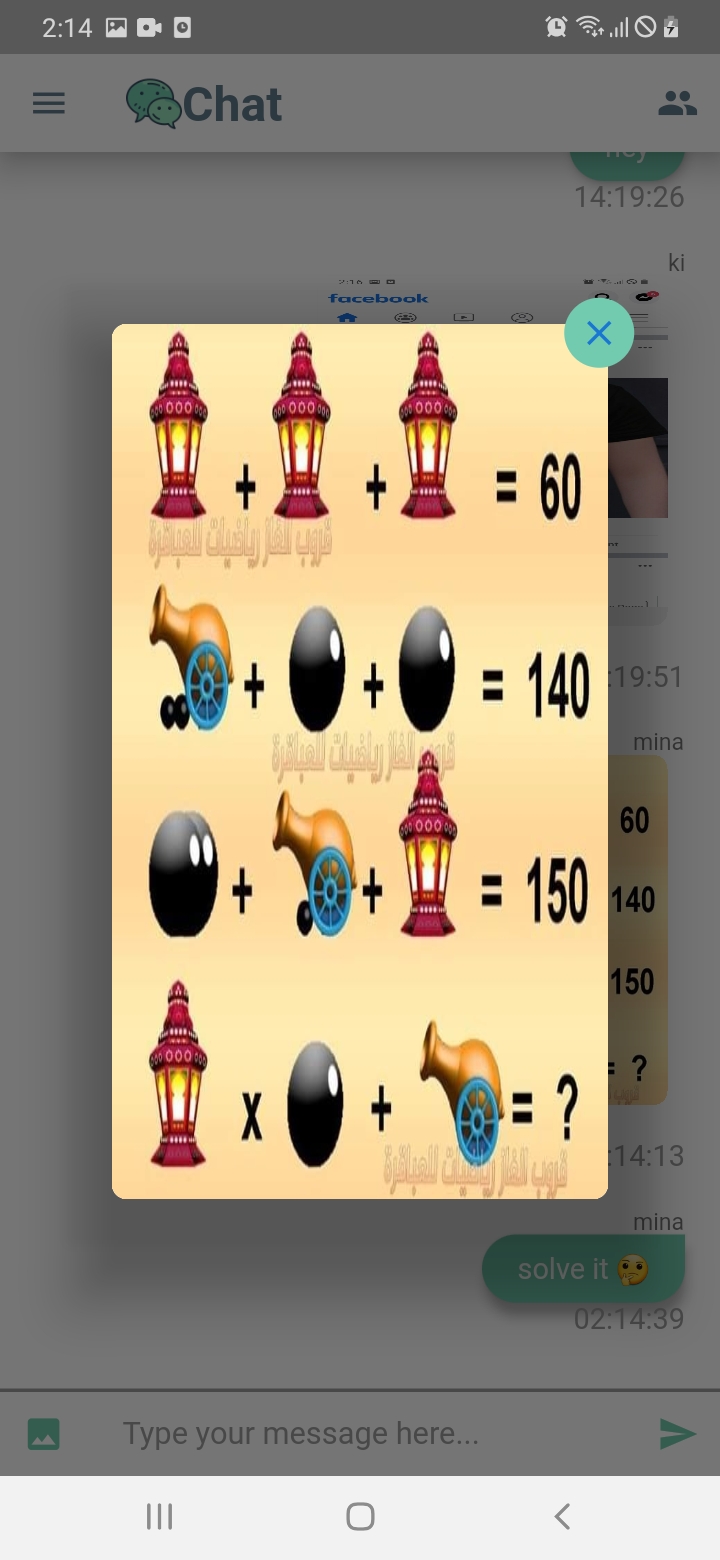 2:14
Chat
hey
14:19:26
ki
facebook
+ + = 60
قروب الغاز رياضيات للعباقرة
+ + = 140
:19:51
mina
قروب الغاز رياضيات للعباقرة
60
+ + = 150
140
150
x + = ?
= ?
قروب الغاز رياضيات للعباقرة
:14:13
mina
solve it 🤔
02:14:39
Type your message here...